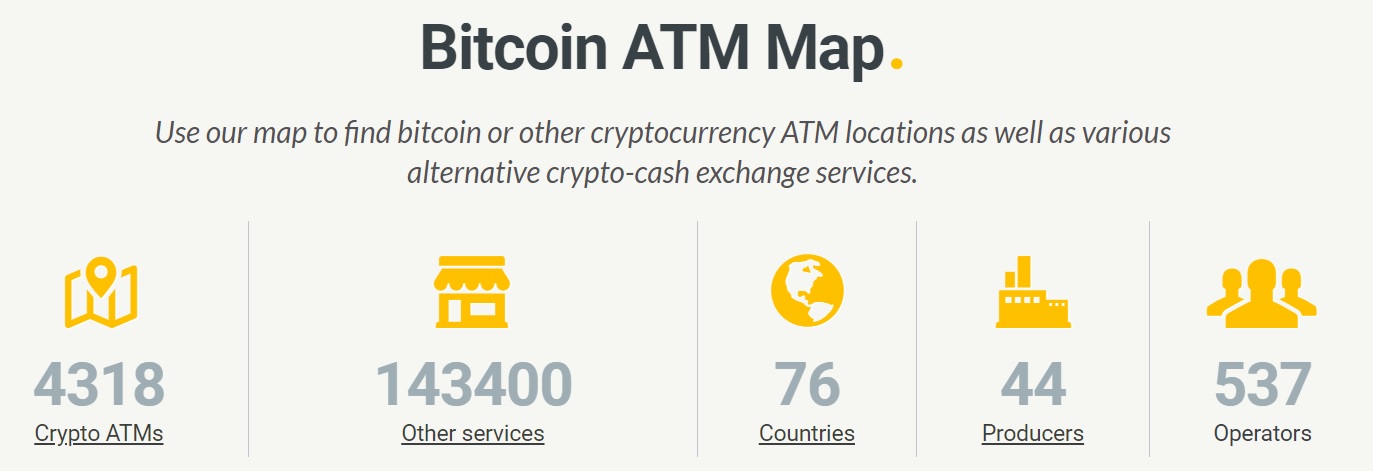 Bitcoin ATM Map.
Use our map to find bitcoin or other cryptocurrency ATM locations as well as various
alternative crypto-cash exchange services.
4318
Crypto ATMs
143400
Other services
76
Countries
44
Producers
537
Operators